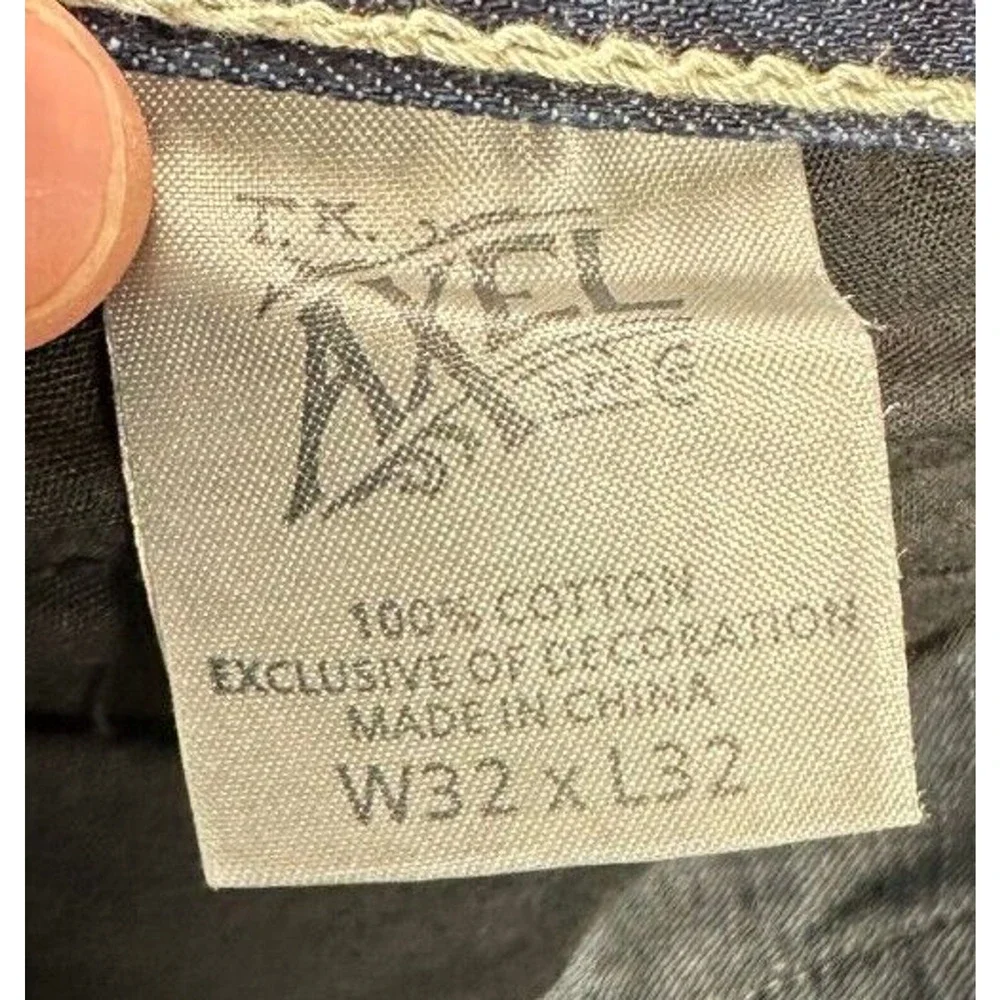 T.K.
AXEL
100% COTTON
EXCLUSIVE OF DECORATION
MADE IN CHINA
W32 x L32